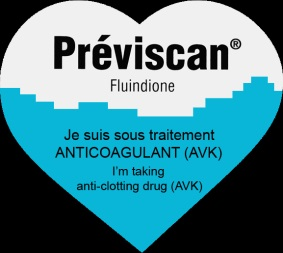 Préviscan®
Fluindione
Je suis sous traitement
ANTICOAGULANT (AVK)
I'm taking
anti-clotting drug (AVK)